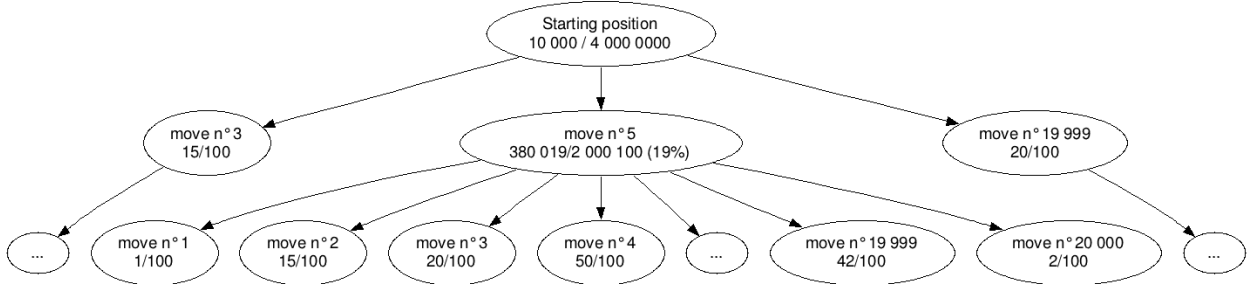 Starting position
10 000 / 4 000 0000
move n°3
15/100
move n°5
380 019/2 000 100 (19%)
move n°19 999
20/100
...
move n°1
1/100
move n°2
15/100
move n°3
20/100
move n°4
50/100
...
move n°19 999
42/100
move n°20 000
2/100
...